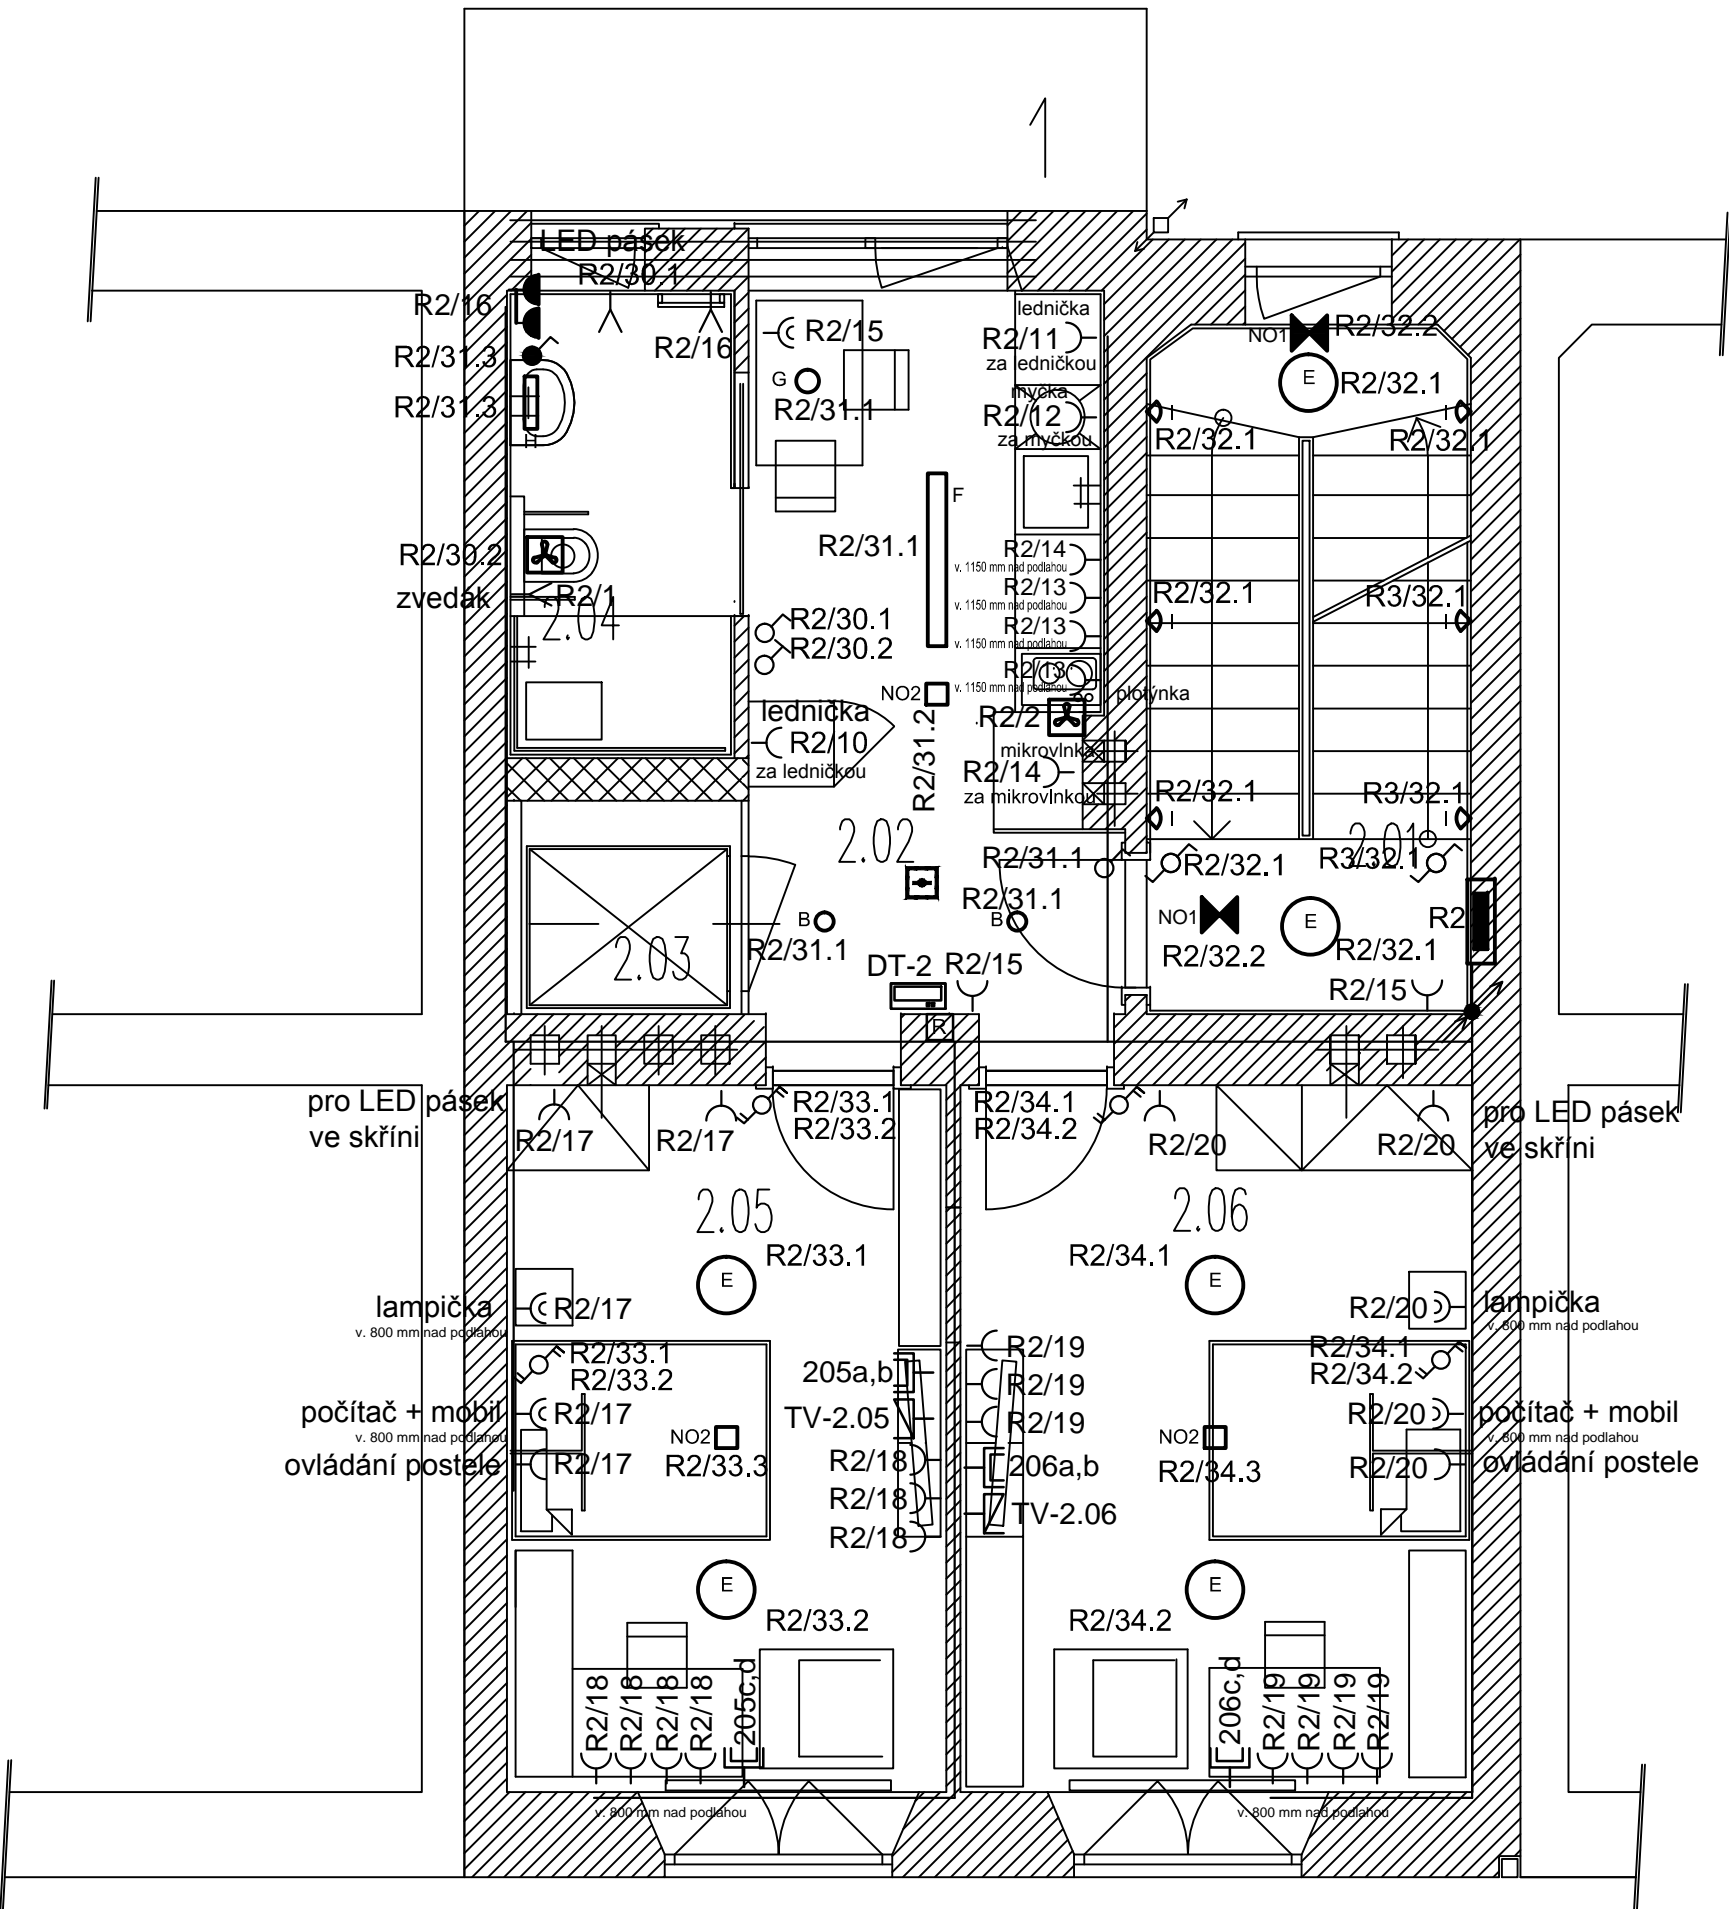 1
LED pásek
R2/30.1
R2/16
R2/16
R2/31.3
R2/31.3
R2/15
G
R2/31.1
lednička
R2/11
za ledničkou
myčka
R2/12
za myčkou
NO1
R2/32.2
E
R2/32.1
R2/32.1
R2/32.1
F
R2/31.1
R2/14
v. 1150 mm nad podlahou
R2/13
v. 1150 mm nad podlahou
R2/13
v. 1150 mm nad podlahou
R2/13
v. 1150 mm nad podlahou
R2/30.2
zvedák
R2/1
2.04
R2/30.1
R2/30.2
R2/32.1
R3/32.1
NO2
R2/31.2
plotýnka
R2/2
lednička
R2/10
za ledničkou
mikrovlnka
R2/14
za mikrovlnkou
R2/32.1
R3/32.1
2.02
2.01
R2/31.1
R2/32.1
R3/32.1
R2/31.1
B
B
R2/31.1
2.03
NO1
R2/32.2
E
R2/32.1
R2
DT-2
R2/15
R2/15
R
pro LED pásek
ve skříni
R2/17
R2/17
R2/33.1
R2/33.2
R2/34.1
R2/34.2
R2/20
R2/20
pro LED pásek
ve skříni
2.05
2.06
R2/33.1
E
R2/34.1
E
lampička
v. 800 mm nad podlahou
R2/17
R2/20
lampička
v. 800 mm nad podlahou
R2/33.1
R2/33.2
R2/19
R2/19
R2/19
R2/34.1
R2/34.2
205a,b
TV-2.05
počítač + mobil
v. 800 mm nad podlahou
ovládání postele
R2/17
R2/17
NO2
R2/33.3
R2/18
R2/18
R2/18
206a,b
TV-2.06
NO2
R2/34.3
R2/20
R2/20
počítač + mobil
v. 800 mm nad podlahou
ovládání postele
E
R2/33.2
E
R2/34.2
R2/18
R2/18
R2/18
R2/18
205c,d
206c,d
R2/19
R2/19
R2/19
R2/19
v. 800 mm nad podlahou
v. 800 mm nad podlahou